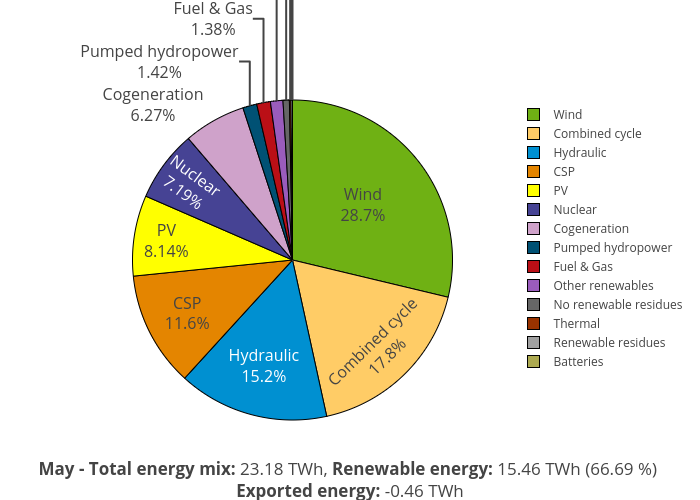 Fuel & Gas
1.38%
Pumped hydropower
1.42%
Cogeneration
6.27%
Nuclear
7.19%
PV
8.14%
CSP
11.6%
Hydraulic
15.2%
Combined cycle
17.8%
Wind
28.7%
Wind
Combined cycle
Hydraulic
CSP
PV
Nuclear
Cogeneration
Pumped hydropower
Fuel & Gas
Other renewables
No renewable residues
Thermal
Renewable residues
Batteries
May - Total energy mix: 23.18 TWh, Renewable energy: 15.46 TWh (66.69 %)
Exported energy: -0.46 TWh